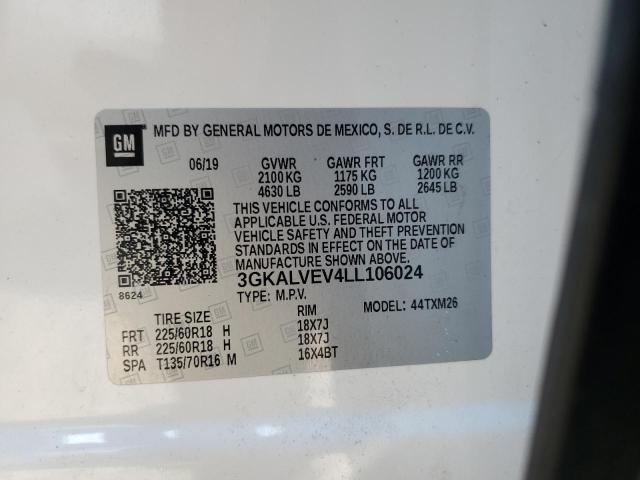 GM
MFD BY GENERAL MOTORS DE MEXICO, S. DE R.L. DE C.V.
06/19 GVWR GAWR FRT GAWR RR
2100 KG 1175 KG 1200 KG
4630 LB 2590 LB 2645 LB
THIS VEHICLE CONFORMS TO ALL
APPLICABLE U.S. FEDERAL MOTOR
VEHICLE SAFETY AND THEFT PREVENTION
STANDARDS IN EFFECT ON THE DATE OF
MANUFACTURE SHOWN ABOVE.
8624
3GKALVEV4LL106024
TYPE: M.P.V. MODEL: 44TXM26
TIRE SIZE RIM
FRT 225/60R18 H 18X7J
RR 225/60R18 H 18X7J
SPA T135/70R16 M 16X4BT